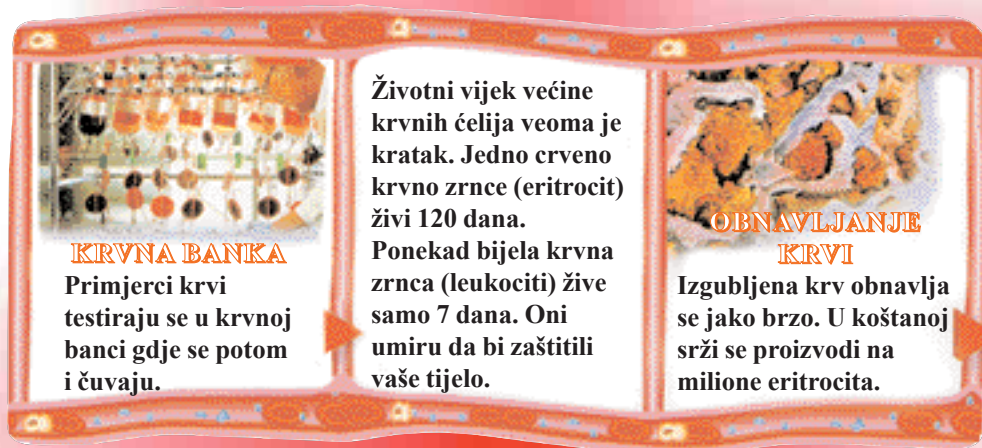 KRVNA BANKA
Primjerci krvi
testiraju se u krvnoj
banci gdje se potom
i čuvaju.
Životni vijek većine
krvnih ćelija veoma je
kratak. Jedno crveno
krvno zrnce (eritrocit)
živi 120 dana.
Ponekad bijela krvna
zrnca (leukociti) žive
samo 7 dana. Oni
umiru da bi zaštitili
vaše tijelo.
OBNAVLJANJE
KRVI
Izgubljena krv obnavlja
se jako brzo. U koštanoj
srži se proizvodi na
milione eritrocita.